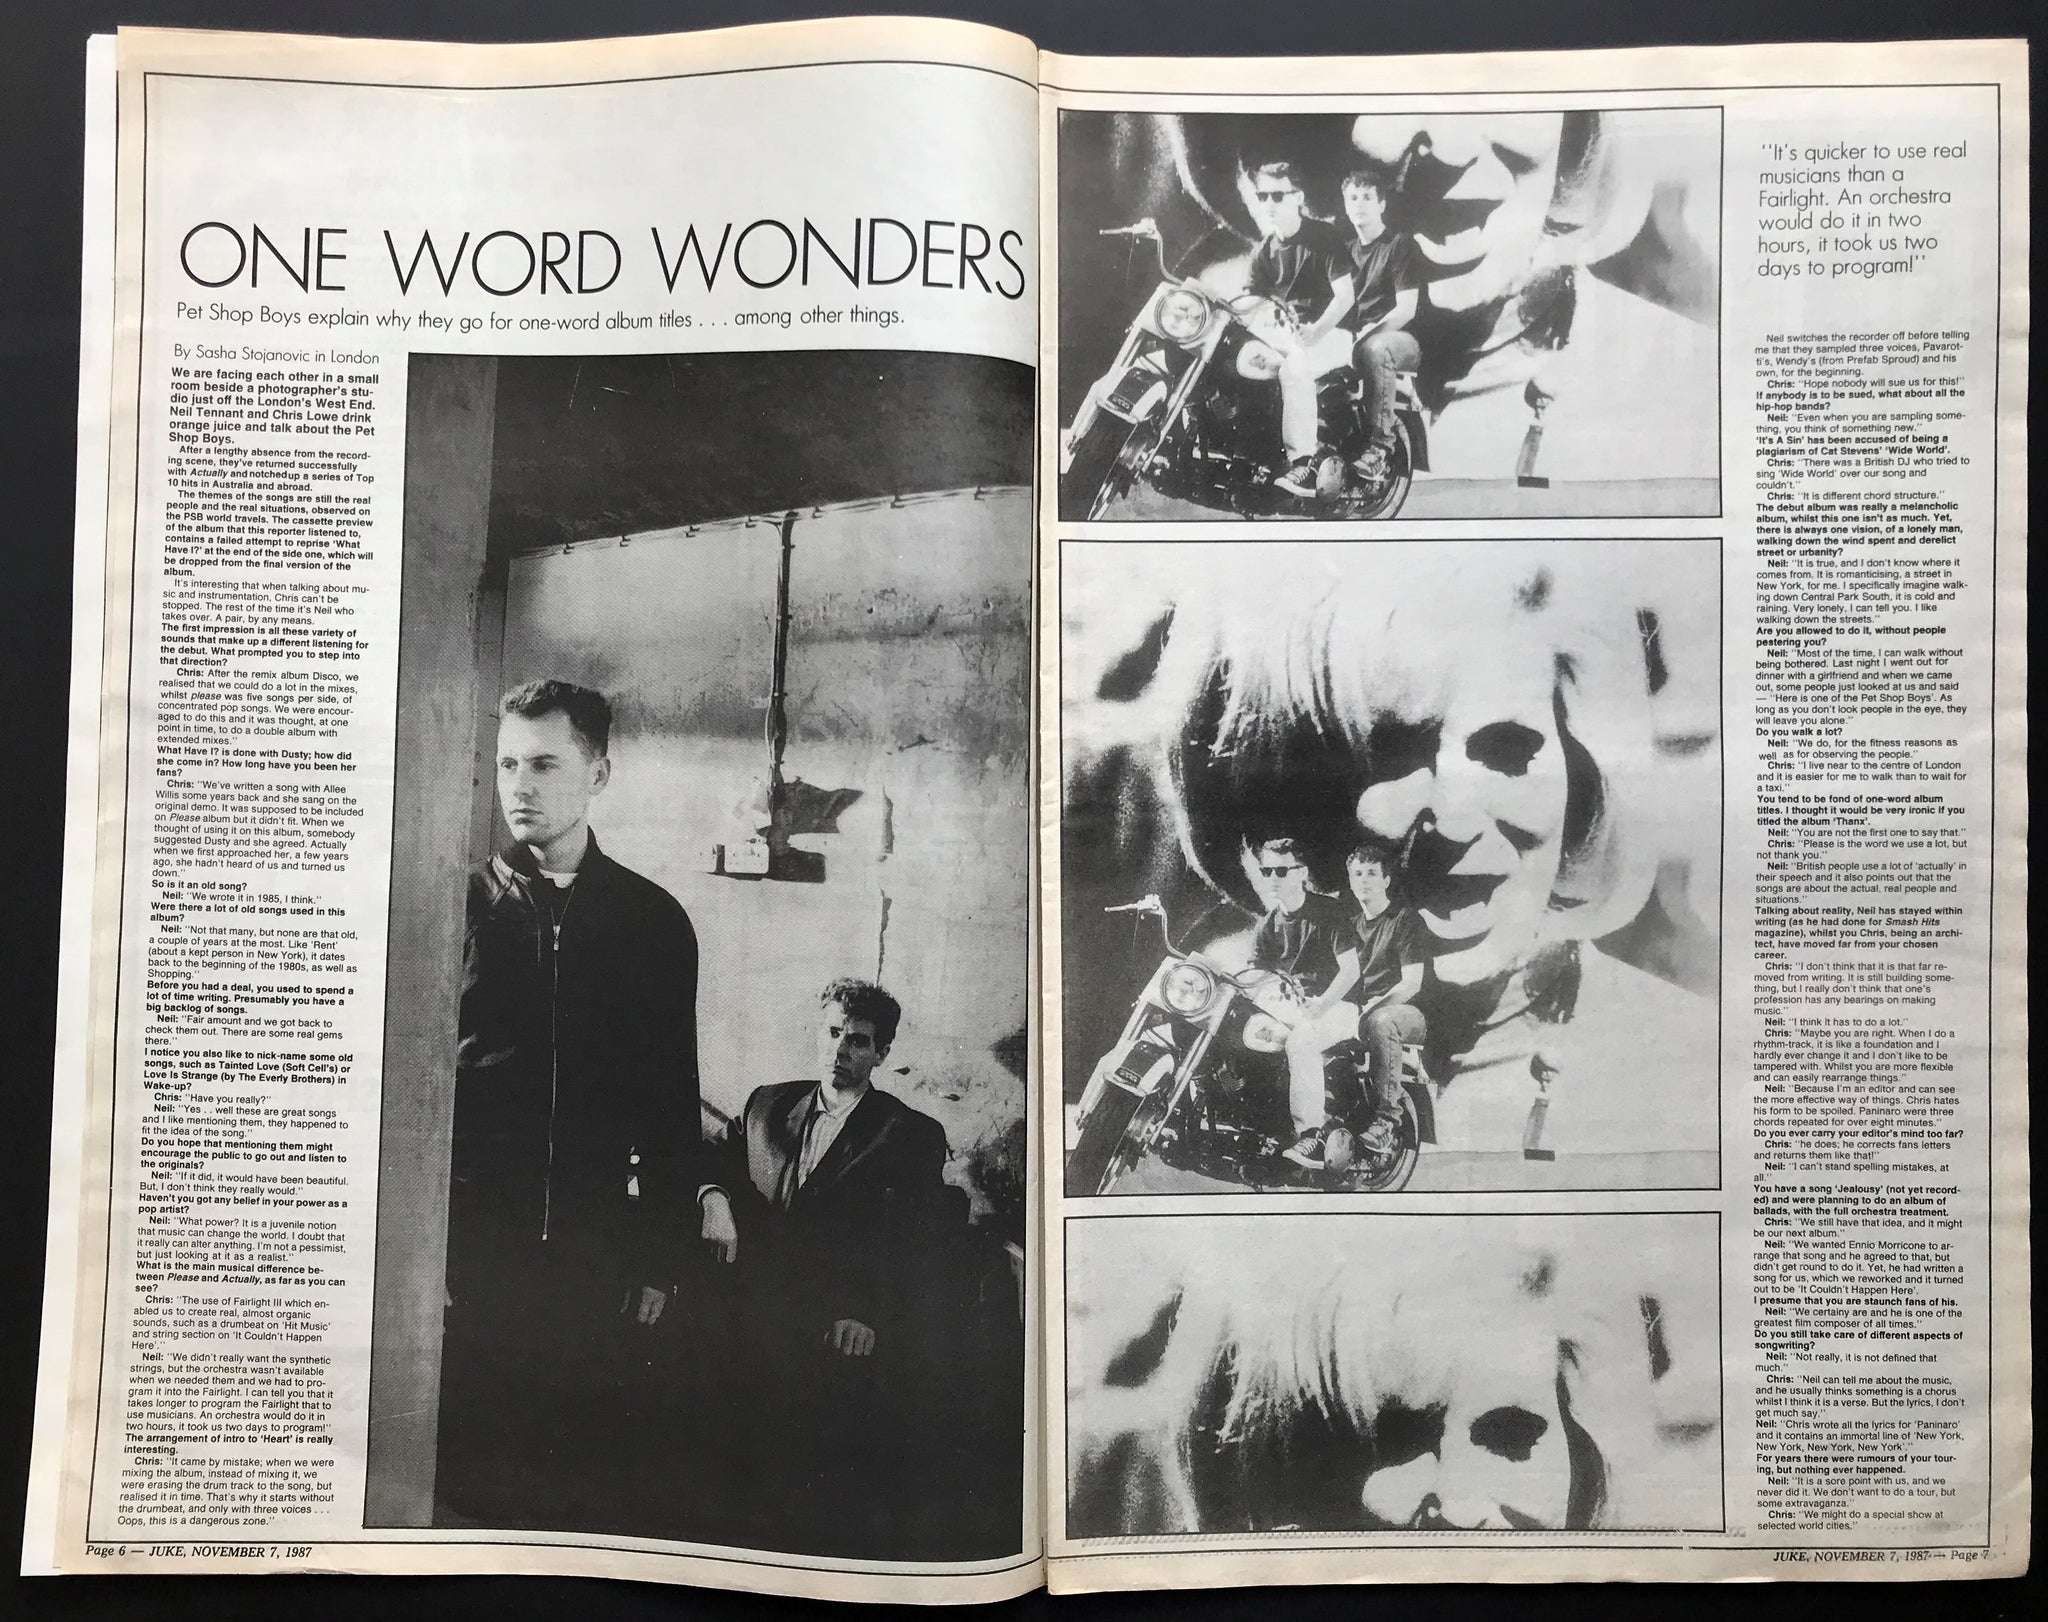 ONE WORD WONDERS
Pet Shop Boys explain why they go for one-word album titles . . . among other things.
By Sasha Stojanovic in London
We are facing each other in a small
room beside a photographer's stu-
dio just off the London's West End.
Neil Tennant and Chris Lowe drink
orange juice and talk about the Pet
Shop Boys.
After a lengthy absence from the record-
ing scene, they've returned successfully
with Actually and notched up a series of Top
10 hits in Australia and abroad.
The themes of the songs are still the real
people and the real situations, observed on
the PSB world travels. The cassette preview
of the album that this reporter listened to,
contains a failed attempt to reprise 'What
Have I?' at the end of the side one, which will
be dropped from the final version of the
album.
It's interesting that when talking about mu-
sic and instrumentation, Chris can't be
stopped. The rest of the time it's Neil who
takes over. A pair, by any means.
The first impression is all these variety of
sounds that make up a different listening for
the debut. What prompted you to step into
that direction?
Chris: After the remix album Disco, we
realised that we could do a lot in the mixes,
whilst please was five songs per side, of
concentrated pop songs. We were encour-
aged to do this and it was thought, at one
point in time, to do a double album with
extended mixes."
What Have I? is done with Dusty; how did
she come in? How long have you been her
fans?
Chris: "We've written a song with Allee
Willis some years back and she sang on the
original demo. It was supposed to be included
on Please album but it didn't fit. When we
thought of using it on this album, somebody
suggested Dusty and she agreed. Actually
when we first approached her, a few years
ago, she hadn't heard of us and turned us
down."
So is it an old song?
Neil: "We wrote it in 1985, I think."
Were there a lot of old songs used in this
album?
Neil: "Not that many, but none are that old,
a couple of years at the most. Like 'Rent'
(about a kept person in New York), it dates
back to the beginning of the 1980s, as well as
Shopping."
Before you had a deal, you used to spend a
lot of time writing. Presumably you have a
big backlog of songs.
Neil: "Fair amount and we got back to
check them out. There are some real gems
there."
I notice you also like to nick-name some old
songs, such as Tainted Love (Soft Cell's) or
Love Is Strange (by The Everly Brothers) in
Wake-up?
Chris: "Have you really?"
Neil: "Yes . . well these are great songs
and I like mentioning them, they happened to
fit the idea of the song."
Do you hope that mentioning them might
encourage the public to go out and listen to
the originals?
Neil: "If it did, it would have been beautiful.
But, I don't think they really would."
Haven't you got any belief in your power as a
pop artist?
Neil: "What power? It is a juvenile notion
that music can change the world. I doubt that
it really can alter anything. I'm not a pessimist,
but just looking at it as a realist."
What is the main musical difference be-
tween Please and Actually, as far as you can
see?
Chris: "The use of Fairlight III which en-
abled us to create real, almost organic
sounds, such as a drumbeat on 'Hit Music'
and string section on 'It Couldn't Happen
Here'."
Neil: "We didn't really want the synthetic
strings, but the orchestra wasn't available
when we needed them and we had to pro-
gram it into the Fairlight. I can tell you that it
takes longer to program the Fairlight that to
use musicians. An orchestra would do it in
two hours, it took us two days to program!"
The arrangement of intro to 'Heart' is really
interesting.
Chris: "It came by mistake; when we were
mixing the album, instead of mixing it, we
were erasing the drum track to the song, but
realised it in time. That's why it starts without
the drumbeat, and only with three voices . . .
Oops, this is a dangerous zone."
Page 6 — JUKE, NOVEMBER 7, 1987
"It's quicker to use real
musicians than a
Fairlight. An orchestra
would do it in two
hours, it took us two
days to program!"
Neil switches the recorder off before telling
me that they sampled three voices, Pavarot-
ti's, Wendy's (from Prefab Sproud) and his
own, for the beginning.
Chris: "Hope nobody will sue us for this!"
If anybody is to be sued, what about all the
hip-hop bands?
Neil: "Even when you are sampling some-
thing, you think of something new."
'It's A Sin' has been accused of being a
plagiarism of Cat Stevens' 'Wide World'.
Chris: "There was a British DJ who tried to
sing 'Wide World' over our song and
couldn't."
Chris: "It is different chord structure."
The debut album was really a melancholic
album, whilst this one isn't as much. Yet,
there is always one vision, of a lonely man,
walking down the wind spent and derelict
street or urbanity?
Neil: "It is true, and I don't know where it
comes from. It is romanticising, a street in
New York, for me. I specifically imagine walk-
ing down Central Park South, it is cold and
raining. Very lonely, I can tell you. I like
walking down the streets."
Are you allowed to do it, without people
pestering you?
Neil: "Most of the time, I can walk without
being bothered. Last night I went out for
dinner with a girlfriend and when we came
out, some people just looked at us and said
— "Here is one of the Pet Shop Boys'. As
long as you don't look people in the eye, they
will leave you alone."
Do you walk a lot?
Neil: "We do, for the fitness reasons as
well as for observing the people."
Chris: "I live near to the centre of London
and it is easier for me to walk than to wait for
a taxi."
You tend to be fond of one-word album
titles. I thought it would be very ironic if you
titled the album 'Thanx'.
Neil: "You are not the first one to say that."
Chris: "Please is the word we use a lot, but
not thank you."
Neil: "British people use a lot of 'actually' in
their speech and it also points out that the
songs are about the actual, real people and
situations."
Talking about reality, Neil has stayed within
writing (as he had done for Smash Hits
magazine), whilst you Chris, being an archi-
tect, have moved far from your chosen
career.
Chris: "I don't think that it is that far re-
moved from writing. It is still building some-
thing, but I really don't think that one's
profession has any bearings on making
music."
Neil: "I think it has to do a lot."
Chris: "Maybe you are right. When I do a
rhythm-track, it is like a foundation and I
hardly ever change it and I don't like to be
tampered with. Whilst you are more flexible
and can easily rearrange things."
Neil: "Because I'm an editor and can see
the more effective way of things. Chris hates
his form to be spoiled. Paninaro were three
chords repeated for over eight minutes."
Do you ever carry your editor's mind too far?
Chris: "he does; he corrects fans letters
and returns them like that!"
Neil: "I can't stand spelling mistakes, at
all."
You have a song 'Jealousy' (not yet record-
ed) and were planning to do an album of
ballads, with the full orchestra treatment.
Chris: "We still have that idea, and it might
be our next album."
Neil: "We wanted Ennio Morricone to ar-
range that song and he agreed to that, but
didn't get round to do it. Yet, he had written a
song for us, which we reworked and it turned
out to be 'It Couldn't Happen Here'.
I presume that you are staunch fans of his.
Neil: "We certainy are and he is one of the
greatest film composer of all times."
Do you still take care of different aspects of
songwriting?
Neil: "Not really, it is not defined that
much."
Chris: "Neil can tell me about the music,
and he usually thinks something is a chorus
whilst I think it is a verse. But the lyrics, I don't
get much say."
Neil: "Chris wrote all the lyrics for 'Paninaro'
and it contains an immortal line of 'New York,
New York, New York, New York'."
For years there were rumours of your tour-
ing, but nothing ever happened.
Neil: "It is a sore point with us, and we
never did it. We don't want to do a tour, but
some extravaganza."
Chris: "We might do a special show at
selected world cities."
JUKE, NOVEMBER 7, 1987 — Page 7